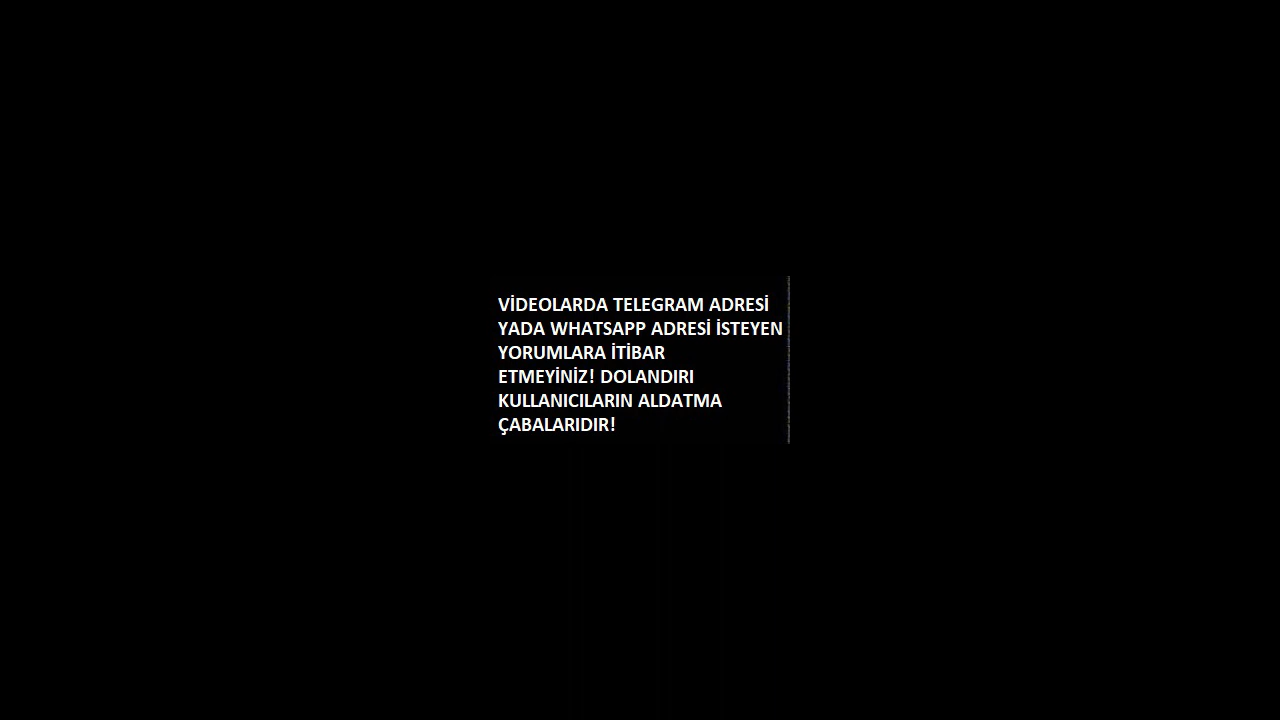 VİDEOLARDA TELEGRAM ADRESİ
YADA WHATSAPP ADRESİ İSTEYEN
YORUMLARA İTİBAR
ETMEYİNİZ! DOLANDIRI
KULLANICILARIN ALDATMA
ÇABALARIDIR!